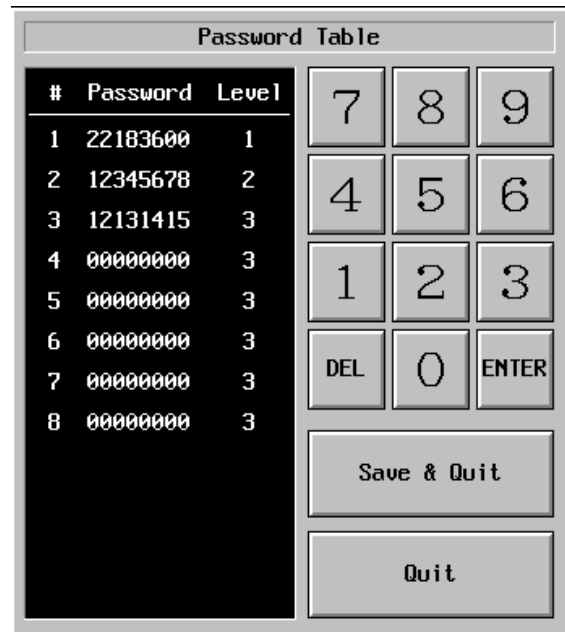 Password Table
# Password Level
1 22183600 1
2 12345678 2
3 12131415 3
4 00000000 3
5 00000000 3
6 00000000 3
7 00000000 3
8 00000000 3
7 8 9
4 5 6
1 2 3
DEL 0 ENTER
Save & Quit
Quit